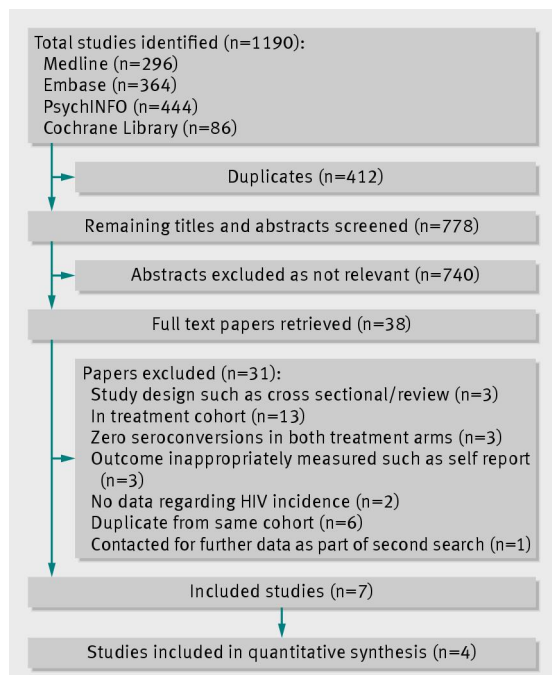 Total studies identified (n=1190):
Medline (n=296)
Embase (n=364)
PsychINFO (n=444)
Cochrane Library (n=86)
Duplicates (n=412)
Remaining titles and abstracts screened (n=778)
Abstracts excluded as not relevant (n=740)
Full text papers retrieved (n=38)
Papers excluded (n=31):
Study design such as cross sectional/review (n=3)
In treatment cohort (n=13)
Zero seroconversions in both treatment arms (n=3)
Outcome inappropriately measured such as self report
(n=3)
No data regarding HIV incidence (n=2)
Duplicate from same cohort (n=6)
Contacted for further data as part of second search (n=1)
Included studies (n=7)
Studies included in quantitative synthesis (n=4)